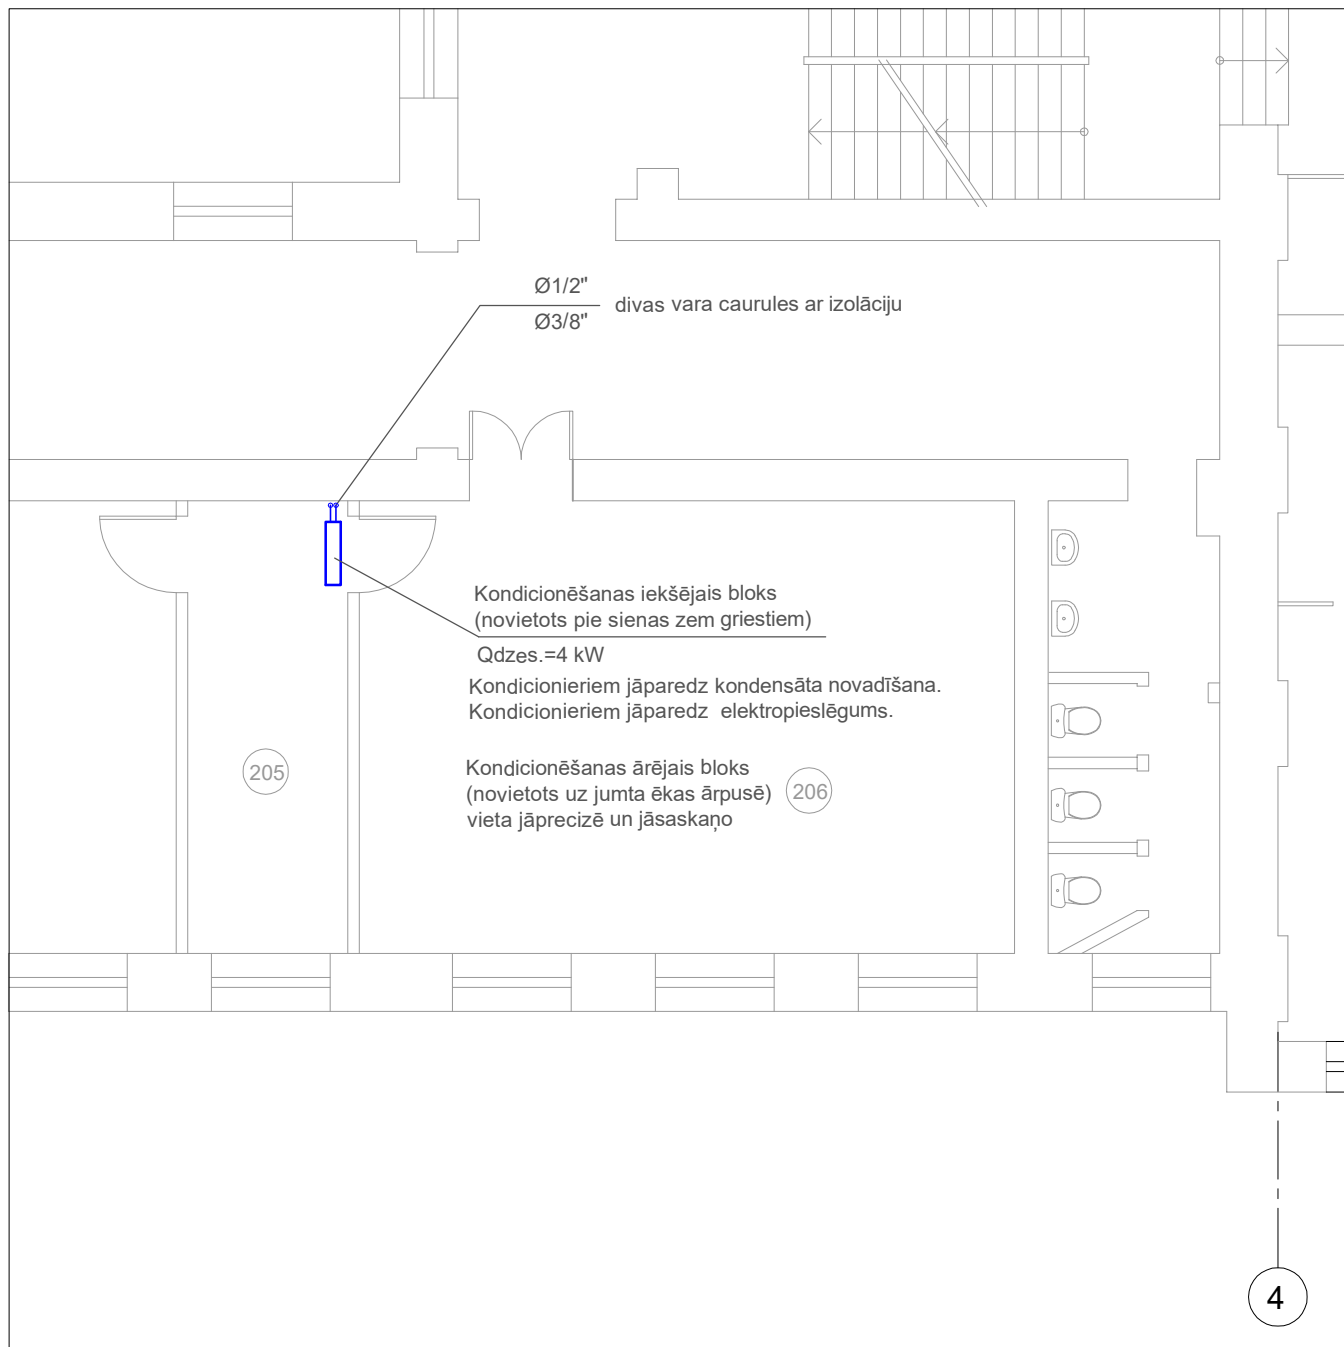 Ø1/2"
Ø3/8"
divas vara caurules ar izolāciju
Kondicionēšanas iekšējais bloks
(novietots pie sienas zem griestiem)
Qdzes.=4 kW
Kondicionieriem jāparedz kondensāta novadīšana.
Kondicionieriem jāparedz elektropieslēgums.
205
Kondicionēšanas ārējais bloks
(novietots uz jumta ēkas ārpusē)
vieta jāprecizē un jāsaskaņo
206
4